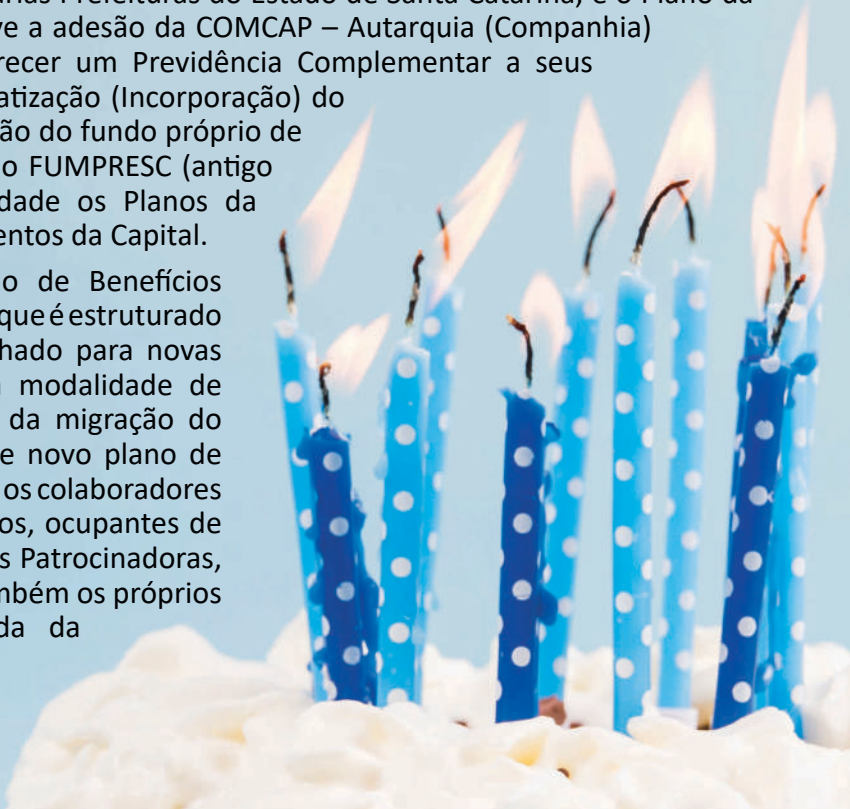 árias Prefeituras do Estado de Santa Catarina, e o Plano da
ve a adesão da COMCAP – Autarquia (Companhia)
recer um Previdência Complementar a seus
atização (Incorporação) do
ão do fundo próprio de
o FUMPRESC (antigo
dade os Planos da
entos da Capital.
o de Benefícios
que é estruturado
hado para novas
modalidade de
da migração do
e novo plano de
os colaboradores
os, ocupantes de
s Patrocinadoras,
mbém os próprios
da da